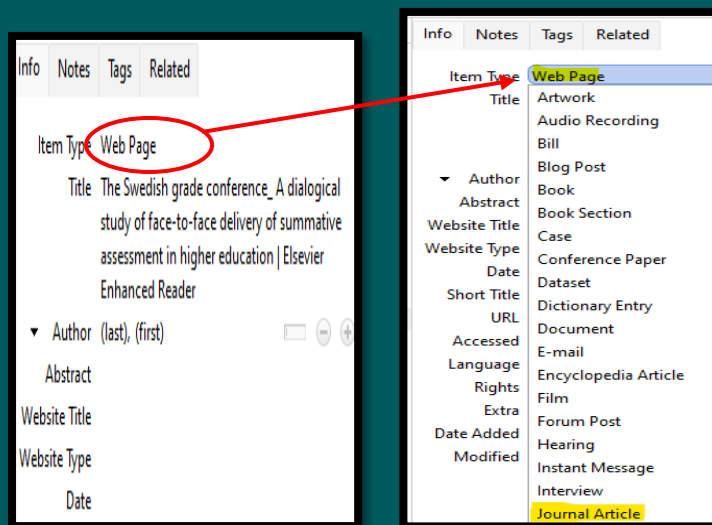 Info Notes Tags Related
Item Type Web Page
Title The Swedish grade conference_ A dialogical
study of face-to-face delivery of summative
assessment in higher education | Elsevier
Enhanced Reader
Author (last), (first)
Abstract
Website Title
Website Type
Date
Info Notes Tags Related
Item Type Web Page
Title
Author
Abstract
Website Title
Website Type
Date
Short Title
URL
Accessed
Language
Rights
Extra
Date Added
Modified
Artwork
Audio Recording
Bill
Blog Post
Book
Book Section
Case
Conference Paper
Dataset
Dictionary Entry
Document
E-mail
Encyclopedia Article
Film
Forum Post
Hearing
Instant Message
Interview
Journal Article